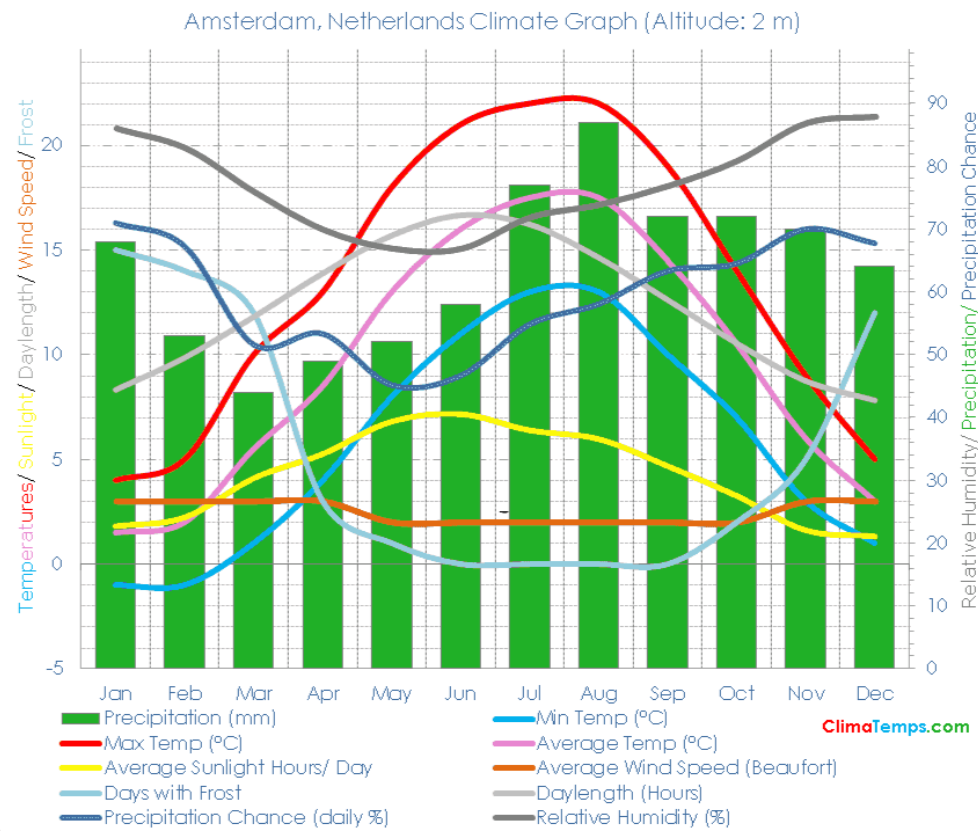 Amsterdam, Netherlands Climate Graph (Altitude: 2 m)
Temperatures/ Sunlight/ Daylength/ Wind Speed/ Frost
20
15
10
5
0
-5
90
80
70
60
50
40
30
20
10
0
Relative Humidity/ Precipitation/ Precipitation Chance
Jan Feb Mar Apr May Jun Jul Aug Sep Oct Nov Dec
Precipitation (mm) Min Temp (°C)
Max Temp (°C) Average Temp (°C)
Average Sunlight Hours/ Day Average Wind Speed (Beaufort)
Days with Frost Daylength (Hours)
Precipitation Chance (daily %) Relative Humidity (%)
ClimaTemps.com